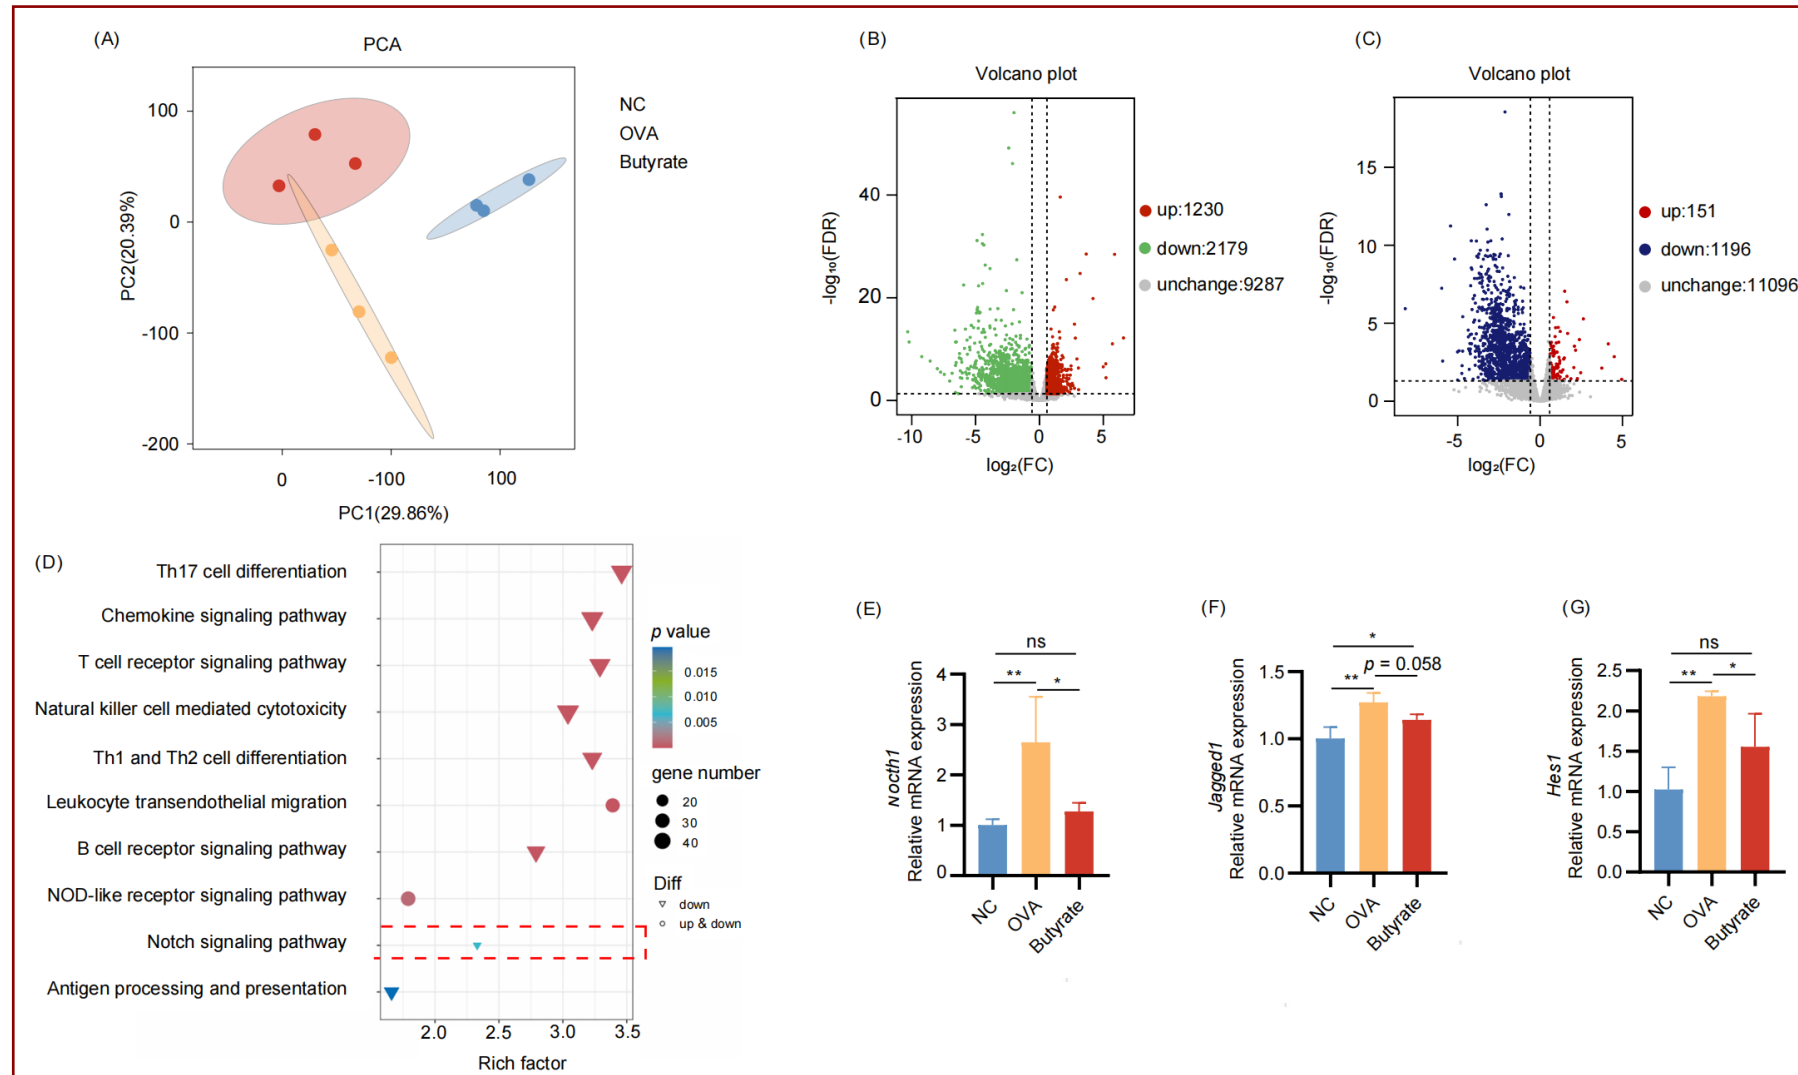 (A)
PCA
100
0
-100
-200
PC2(20.39%)
0
-100
100
PC1(29.86%)
NC
OVA
Butyrate
(B)
Volcano plot
40
20
0
-log₁₀(FDR)
-10
-5
0
5
log₂(FC)
up:1230
down:2179
unchange:9287
(C)
Volcano plot
15
10
5
0
-log₁₀(FDR)
-5
0
5
log₂(FC)
up:151
down:1196
unchange:11096
(D)
Th17 cell differentiation
Chemokine signaling pathway
T cell receptor signaling pathway
Natural killer cell mediated cytotoxicity
Th1 and Th2 cell differentiation
Leukocyte transendothelial migration
B cell receptor signaling pathway
NOD-like receptor signaling pathway
Notch signaling pathway
Antigen processing and presentation
2.0
2.5
3.0
3.5
Rich factor
p value
0.015
0.010
0.005
gene number
20
30
40
Diff
down
up & down
(E)
ns
**
*
4
3
2
1
0
Nocth1
Relative mRNA expression
NC
OVA
Butyrate
(F)
*
p = 0.058
**
1.5
1.0
0.5
0.0
Jagged1
Relative mRNA expression
NC
OVA
Butyrate
(G)
ns
**
*
2.5
2.0
1.5
1.0
0.5
0.0
Hes1
Relative mRNA expression
NC
OVA
Butyrate